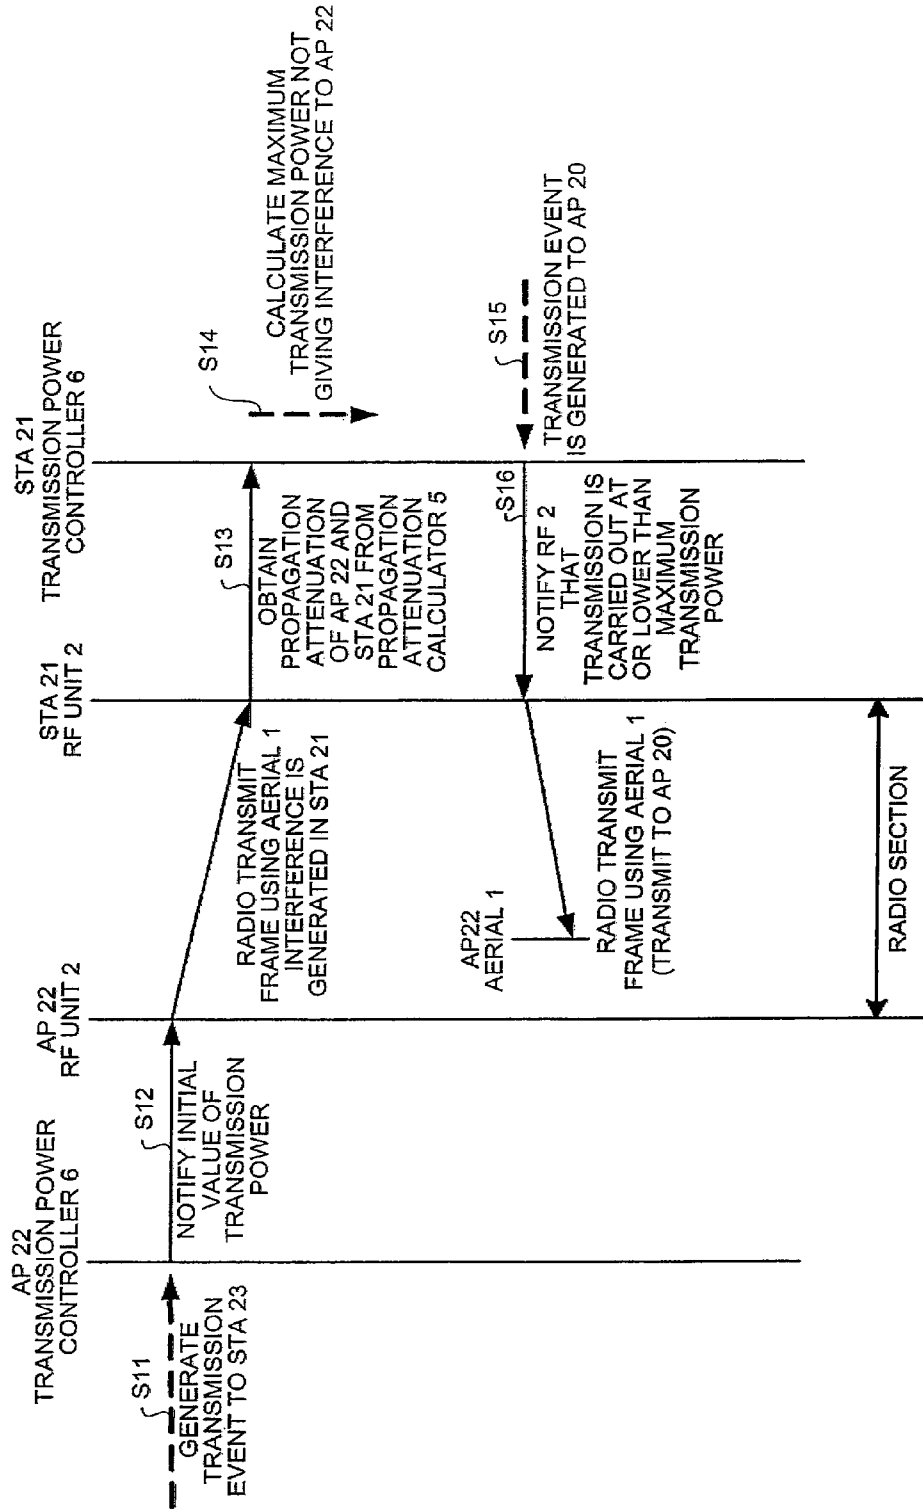 AP 22
TRANSMISSION POWER
CONTROLLER 6
AP 22
RF UNIT 2
STA 21
RF UNIT 2
STA 21
TRANSMISSION POWER
CONTROLLER 6
S11
GENERATE
TRANSMISSION
EVENT TO STA 23
S12
NOTIFY INITIAL
VALUE OF
TRANSMISSION
POWER
RADIO TRANSMIT
FRAME USING AERIAL 1
INTERFERENCE IS
GENERATED IN STA 21
S13
OBTAIN
PROPAGATION
ATTENUATION
OF AP 22 AND
STA 21 FROM
PROPAGATION
ATTENUATION
CALCULATOR 5
S14
CALCULATE MAXIMUM
TRANSMISSION POWER NOT
GIVING INTERFERENCE TO AP 22
S15
TRANSMISSION EVENT
IS GENERATED TO AP 20
S16
NOTIFY RF 2
THAT
TRANSMISSION IS
CARRIED OUT AT
OR LOWER THAN
MAXIMUM
TRANSMISSION
POWER
AP22
AERIAL 1
RADIO TRANSMIT
FRAME USING AERIAL 1
(TRANSMIT TO AP 20)
RADIO SECTION